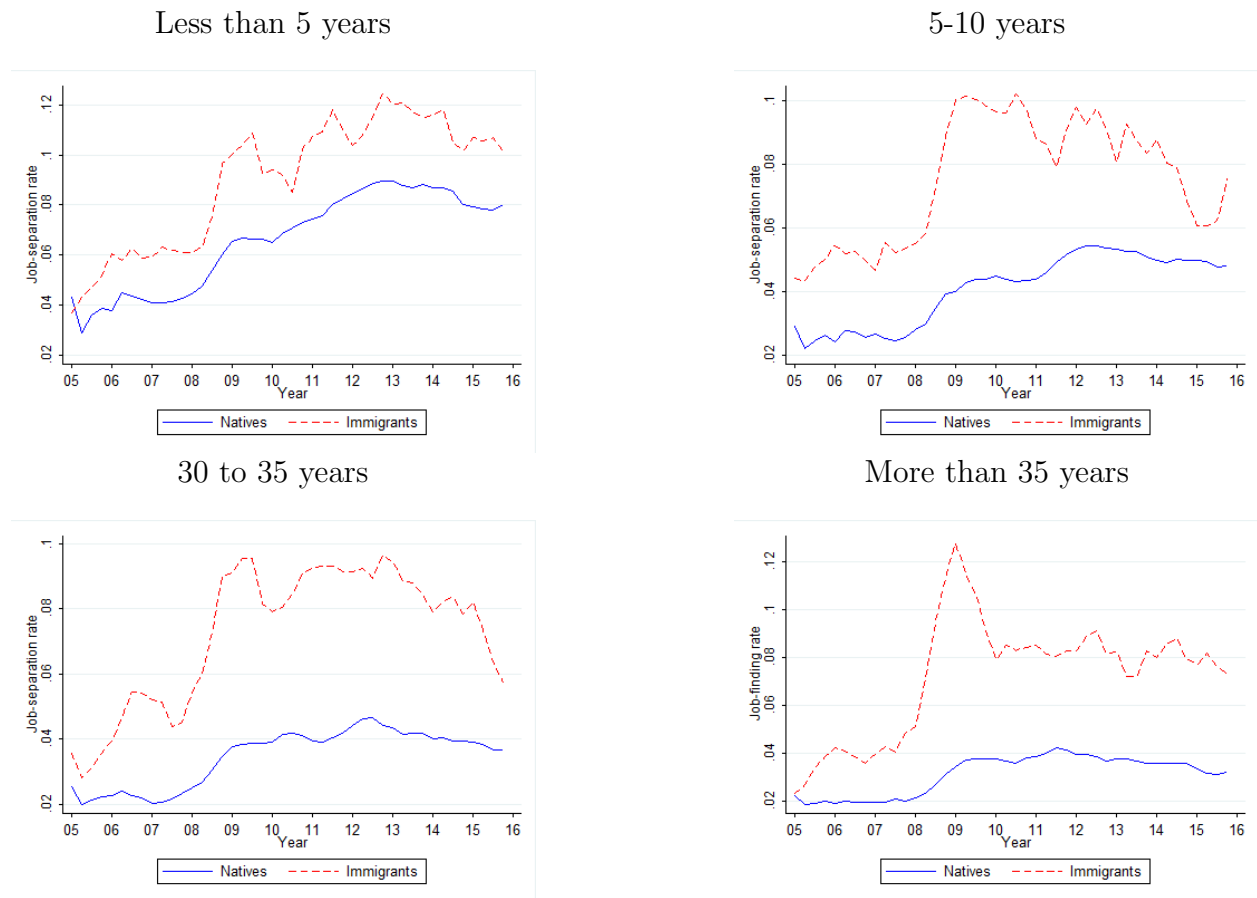 Less than 5 years
Job-separation rate
.12
.1
.08
.06
.04
.02
05 06 07 08 09 10 11 12 13 14 15 16
Year
Natives Immigrants
5-10 years
Job-separation rate
.1
.08
.06
.04
.02
05 06 07 08 09 10 11 12 13 14 15 16
Year
Natives Immigrants
30 to 35 years
Job-separation rate
.1
.08
.06
.04
.02
05 06 07 08 09 10 11 12 13 14 15 16
Year
Natives Immigrants
More than 35 years
Job-finding rate
.12
.1
.08
.06
.04
.02
05 06 07 08 09 10 11 12 13 14 15 16
Year
Natives Immigrants